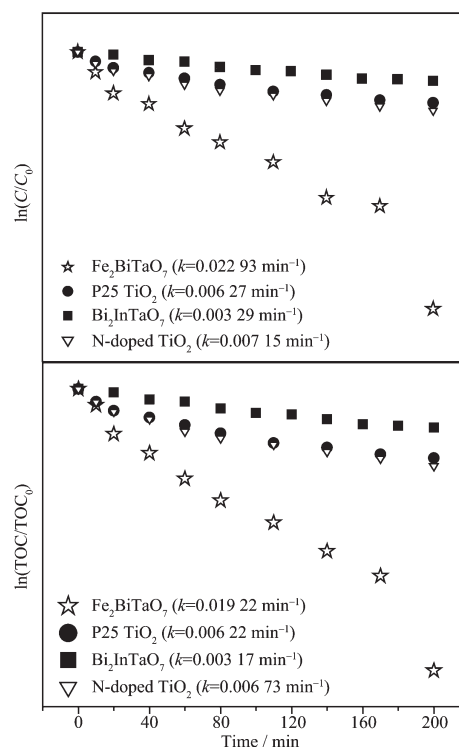 ln(C/C₀)
Fe₂BiTaO₇ (k=0.022 93 min⁻¹)
P25 TiO₂ (k=0.006 27 min⁻¹)
Bi₂InTaO₇ (k=0.003 29 min⁻¹)
N-doped TiO₂ (k=0.007 15 min⁻¹)
ln(TOC/TOC₀)
Fe₂BiTaO₇ (k=0.019 22 min⁻¹)
P25 TiO₂ (k=0.006 22 min⁻¹)
Bi₂InTaO₇ (k=0.003 17 min⁻¹)
N-doped TiO₂ (k=0.006 73 min⁻¹)
0 40 80 120 160 200
Time / min